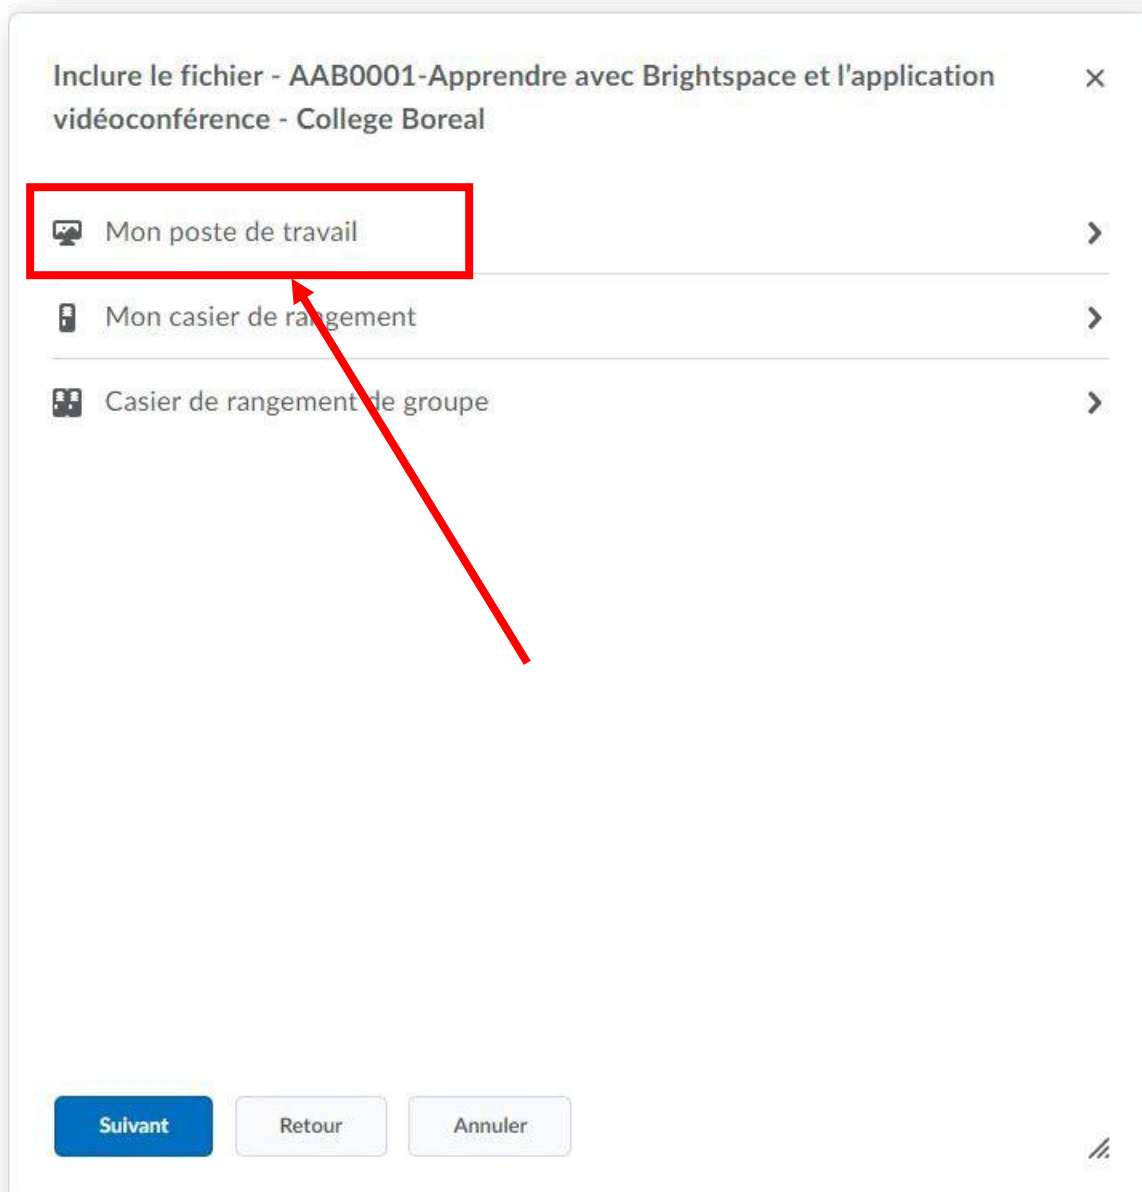 Inclure le fichier - AAB0001-Apprendre avec Brightspace et l’application
vidéoconférence - College Boreal
Mon poste de travail
Mon casier de rangement
Casier de rangement de groupe
Suivant
Retour
Annuler